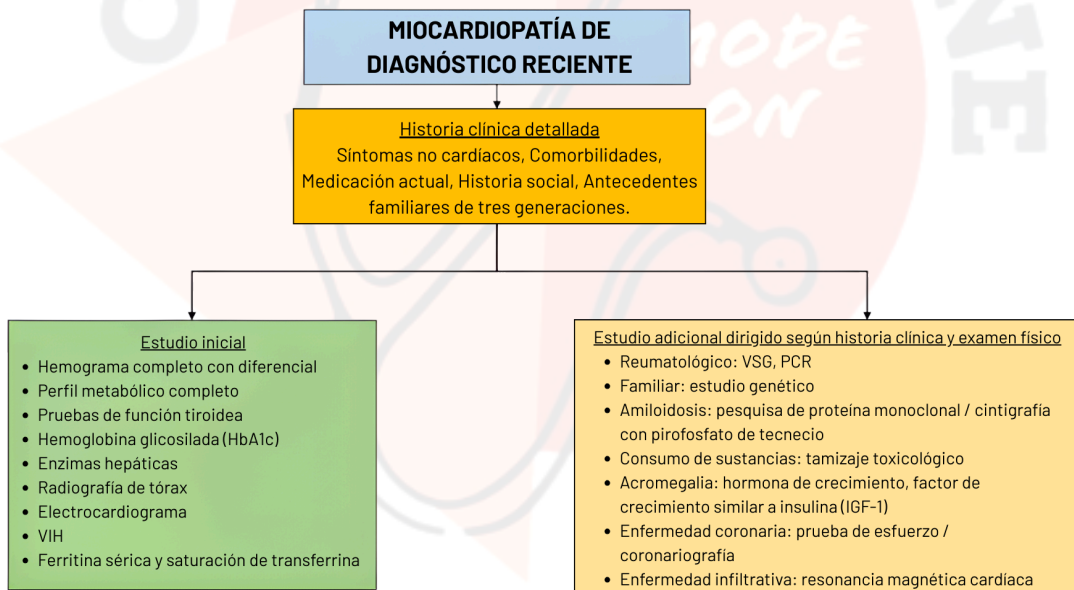 MIOCARDIOPATÍA DE
DIAGNÓSTICO RECIENTE
Historia clínica detallada
Síntomas no cardíacos, Comorbilidades,
Medicación actual, Historia social, Antecedentes
familiares de tres generaciones.
Estudio inicial
• Hemograma completo con diferencial
• Perfil metabólico completo
• Pruebas de función tiroidea
• Hemoglobina glicosilada (HbA1c)
• Enzimas hepáticas
• Radiografía de tórax
• Electrocardiograma
• VIH
• Ferritina sérica y saturación de transferrina
Estudio adicional dirigido según historia clínica y examen físico
• Reumatológico: VSG, PCR
• Familiar: estudio genético
• Amiloidosis: pesquisa de proteína monoclonal / cintigrafía
con pirofosfato de tecnecio
• Consumo de sustancias: tamizaje toxicológico
• Acromegalia: hormona de crecimiento, factor de
crecimiento similar a insulina (IGF-1)
• Enfermedad coronaria: prueba de esfuerzo /
coronariografía
• Enfermedad infiltrativa: resonancia magnética cardíaca
MODE
ON
NE